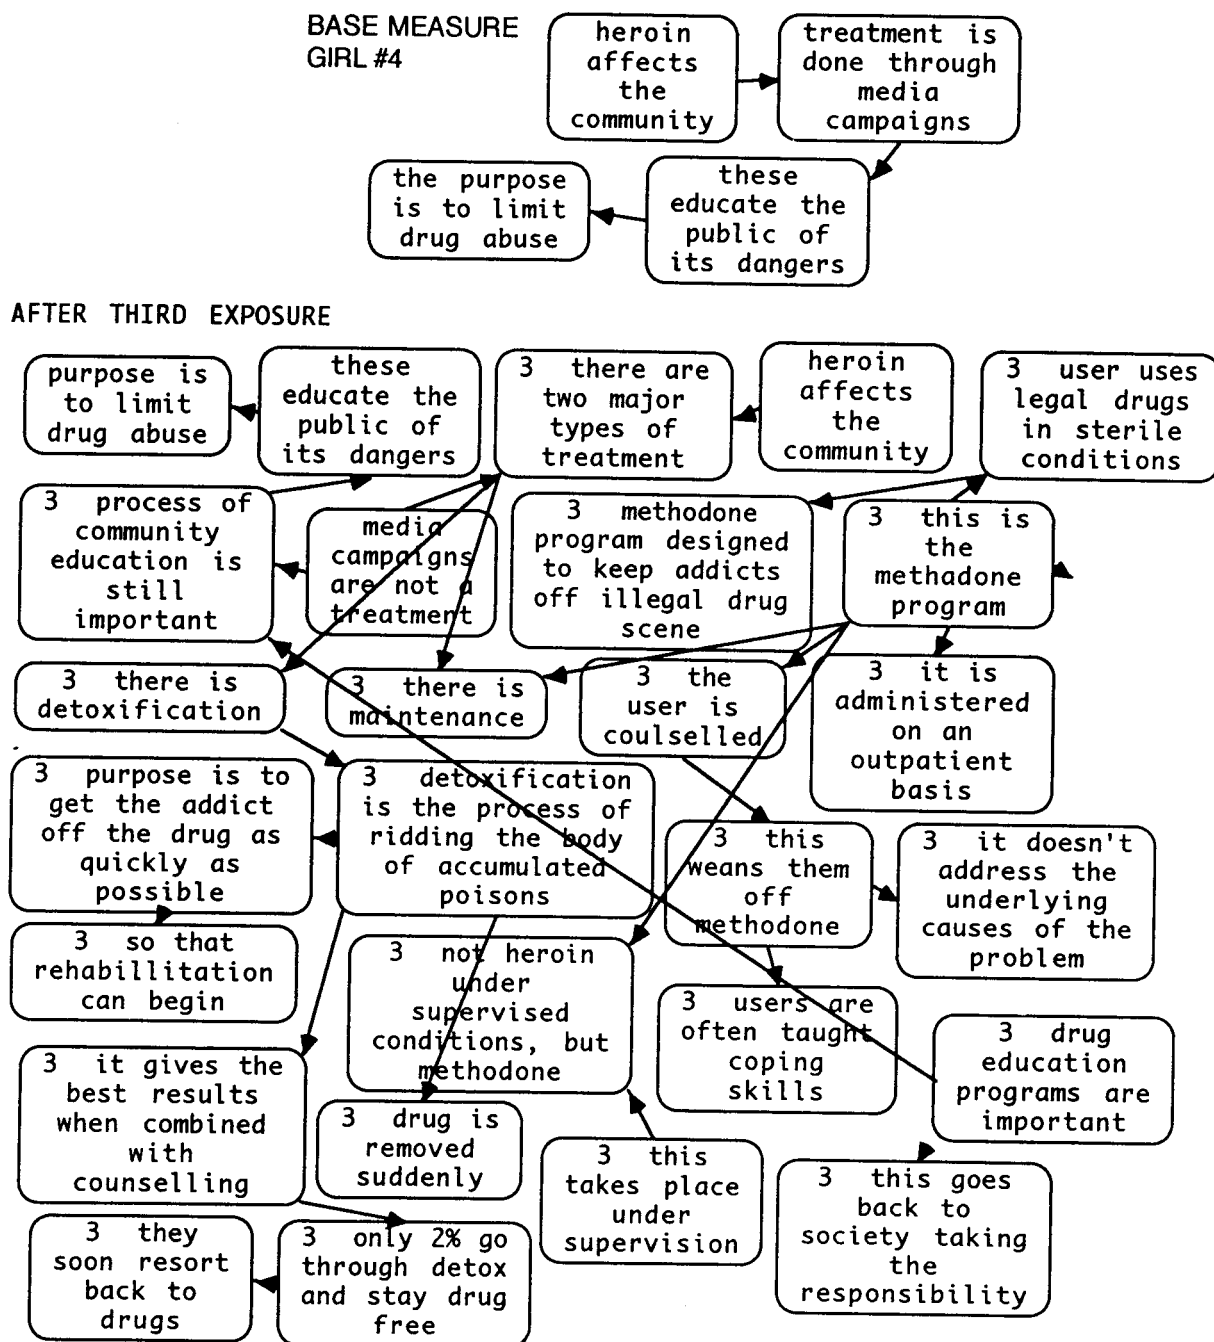 BASE MEASURE
GIRL #4
heroin
affects
the
community
treatment is
done through
media
campaigns
these
educate the
public of
its dangers
the purpose
is to limit
drug abuse
AFTER THIRD EXPOSURE
purpose is
to limit
drug abuse
these
educate the
public of
its dangers
3 there are
two major
types of
treatment
heroin
affects
the
community
3 user uses
legal drugs
in sterile
conditions
3 process of
community
education is
still
important
media
campaigns
are not a
treatment
3 methodone
program designed
to keep addicts
off illegal drug
scene
3 this is
the
methadone
program
3 there is
detoxification
3 there is
maintenance
3 the
user is
coulselled
3 it is
administered
on an
outpatient
basis
3 purpose is to
get the addict
off the drug as
quickly as
possible
3 detoxification
is the process of
ridding the body
of accumulated
poisons
3 this
weans them
off
methodone
3 it doesn't
address the
underlying
causes of the
problem
3 so that
rehabillitation
can begin
3 not heroin
under
supervised
conditions, but
methodone
3 users are
often taught
coping
skills
3 drug
education
programs are
important
3 it gives the
best results
when combined
with
counselling
3 drug is
removed
suddenly
3 this
takes place
under
supervision
3 this goes
back to
society taking
the
responsibility
3 they
soon resort
back to
drugs
3 only 2% go
through detox
and stay drug
free